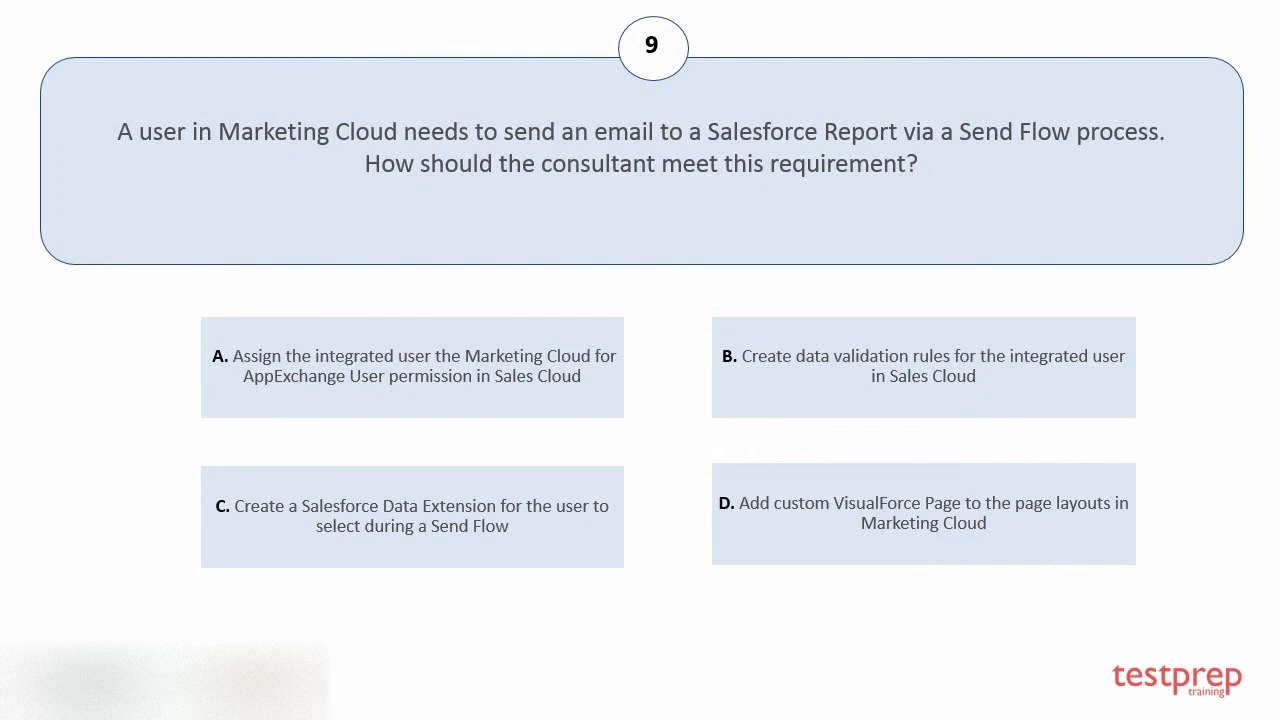 9
A user in Marketing Cloud needs to send an email to a Salesforce Report via a Send Flow process.
How should the consultant meet this requirement?
A. Assign the integrated user the Marketing Cloud for
AppExchange User permission in Sales Cloud
B. Create data validation rules for the integrated user
in Sales Cloud
C. Create a Salesforce Data Extension for the user to
select during a Send Flow
D. Add custom VisualForce Page to the page layouts in
Marketing Cloud
testprep
training